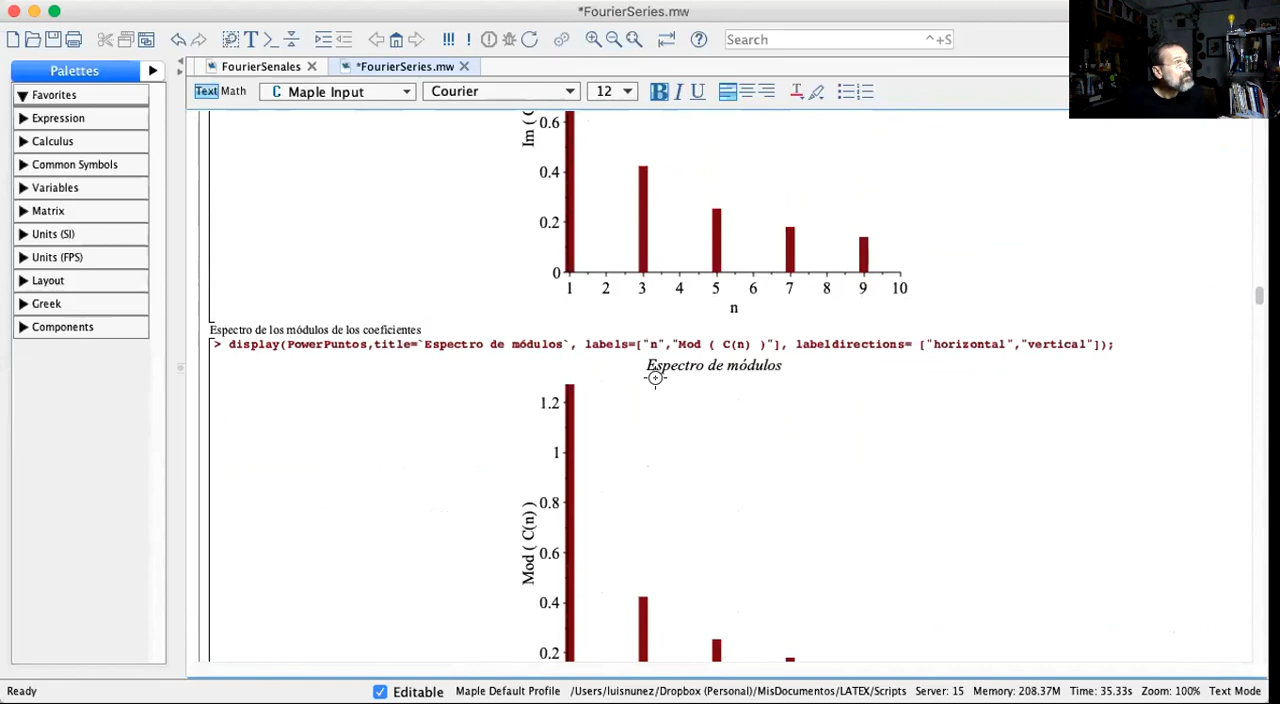 *FourierSeries.mw
Search
^+S
Palettes
FourierSenales
*FourierSeries.mw
Text
Math
C Maple Input
Courier
12
B I U
Favorites
Expression
Calculus
Common Symbols
Variables
Matrix
Units (SI)
Units (FPS)
Layout
Greek
Components
0.6
0.4
0.2
0
1 2 3 4 5 6 7 8 9 10
n
Espectro de los módulos de los coeficientes
> display(PowerPuntos,title=`Espectro de módulos`, labels=["n","Mod ( C(n) )"], labeldirections= ["horizontal","vertical"]);
Espectro de módulos
1.2
1
0.8
Mod ( C(n) )
0.6
0.4
0.2
Ready
Editable
Maple Default Profile
/Users/luisnunez/Dropbox (Personal)/MisDocumentos/LATEX/Scripts
Server: 15
Memory: 208.37M
Time: 35.33s
Zoom: 100%
Text Mode